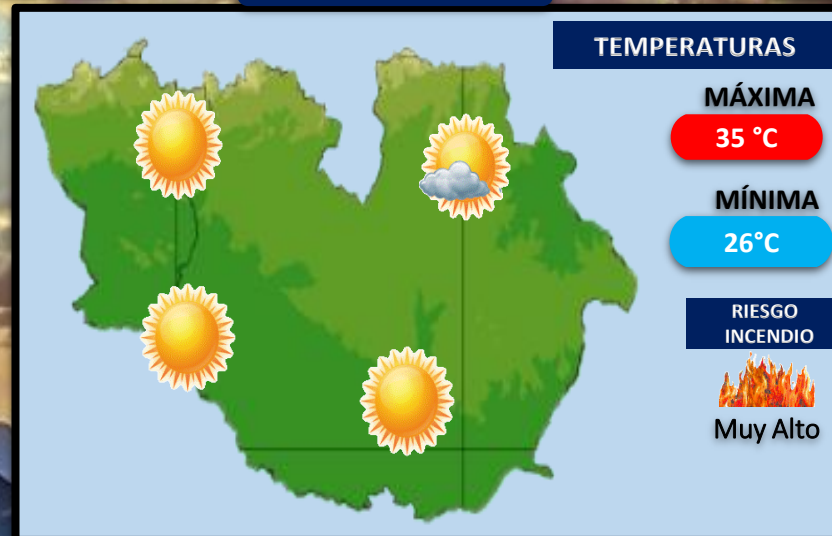 TEMPERATURAS
MÁXIMA
35 °C
MÍNIMA
26°C
RIESGO
INCENDIO
Muy Alto